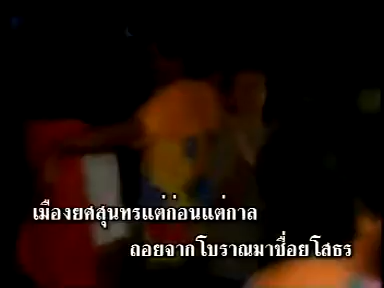 เมืองยศสุนทรแต่ก่อนแต่กาล
ถอยจากโบราณมาชื่อยโสธร